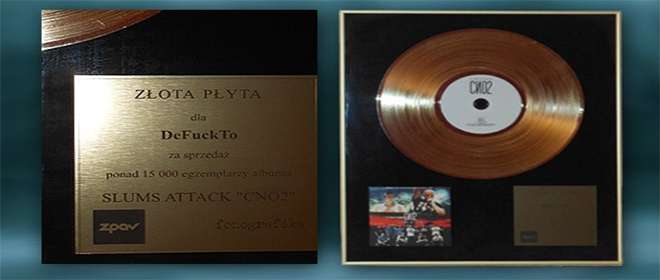 ZŁOTA PŁYTA
dla
DeFuckTo
za sprzedaż
ponad 15 000 egzemplarzy albumu
SLUMS ATTACK "CNO2"
zpav
fonografika
CNO2